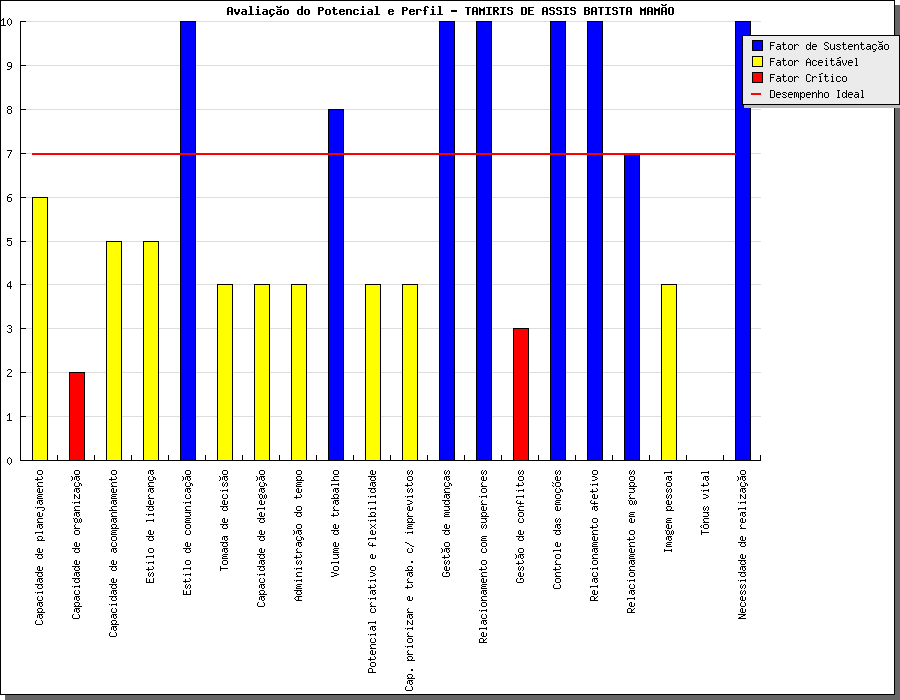 Avaliação do Potencial e Perfil - TAMIRIS DE ASSIS BATISTA MAMÃO
10
9
8
7
6
5
4
3
2
1
0
Fator de Sustentação
Fator Aceitável
Fator Crítico
Desempenho Ideal
Capacidade de planejamento
Capacidade de organização
Capacidade de acompanhamento
Estilo de liderança
Estilo de comunicação
Tomada de decisão
Capacidade de delegação
Administração do tempo
Volume de trabalho
Potencial criativo e flexibilidade
Cap. priorizar e trab. c/ imprevistos
Gestão de mudanças
Relacionamento com superiores
Gestão de conflitos
Controle das emoções
Relacionamento afetivo
Relacionamento em grupos
Imagem pessoal
Tônus vital
Necessidade de realização